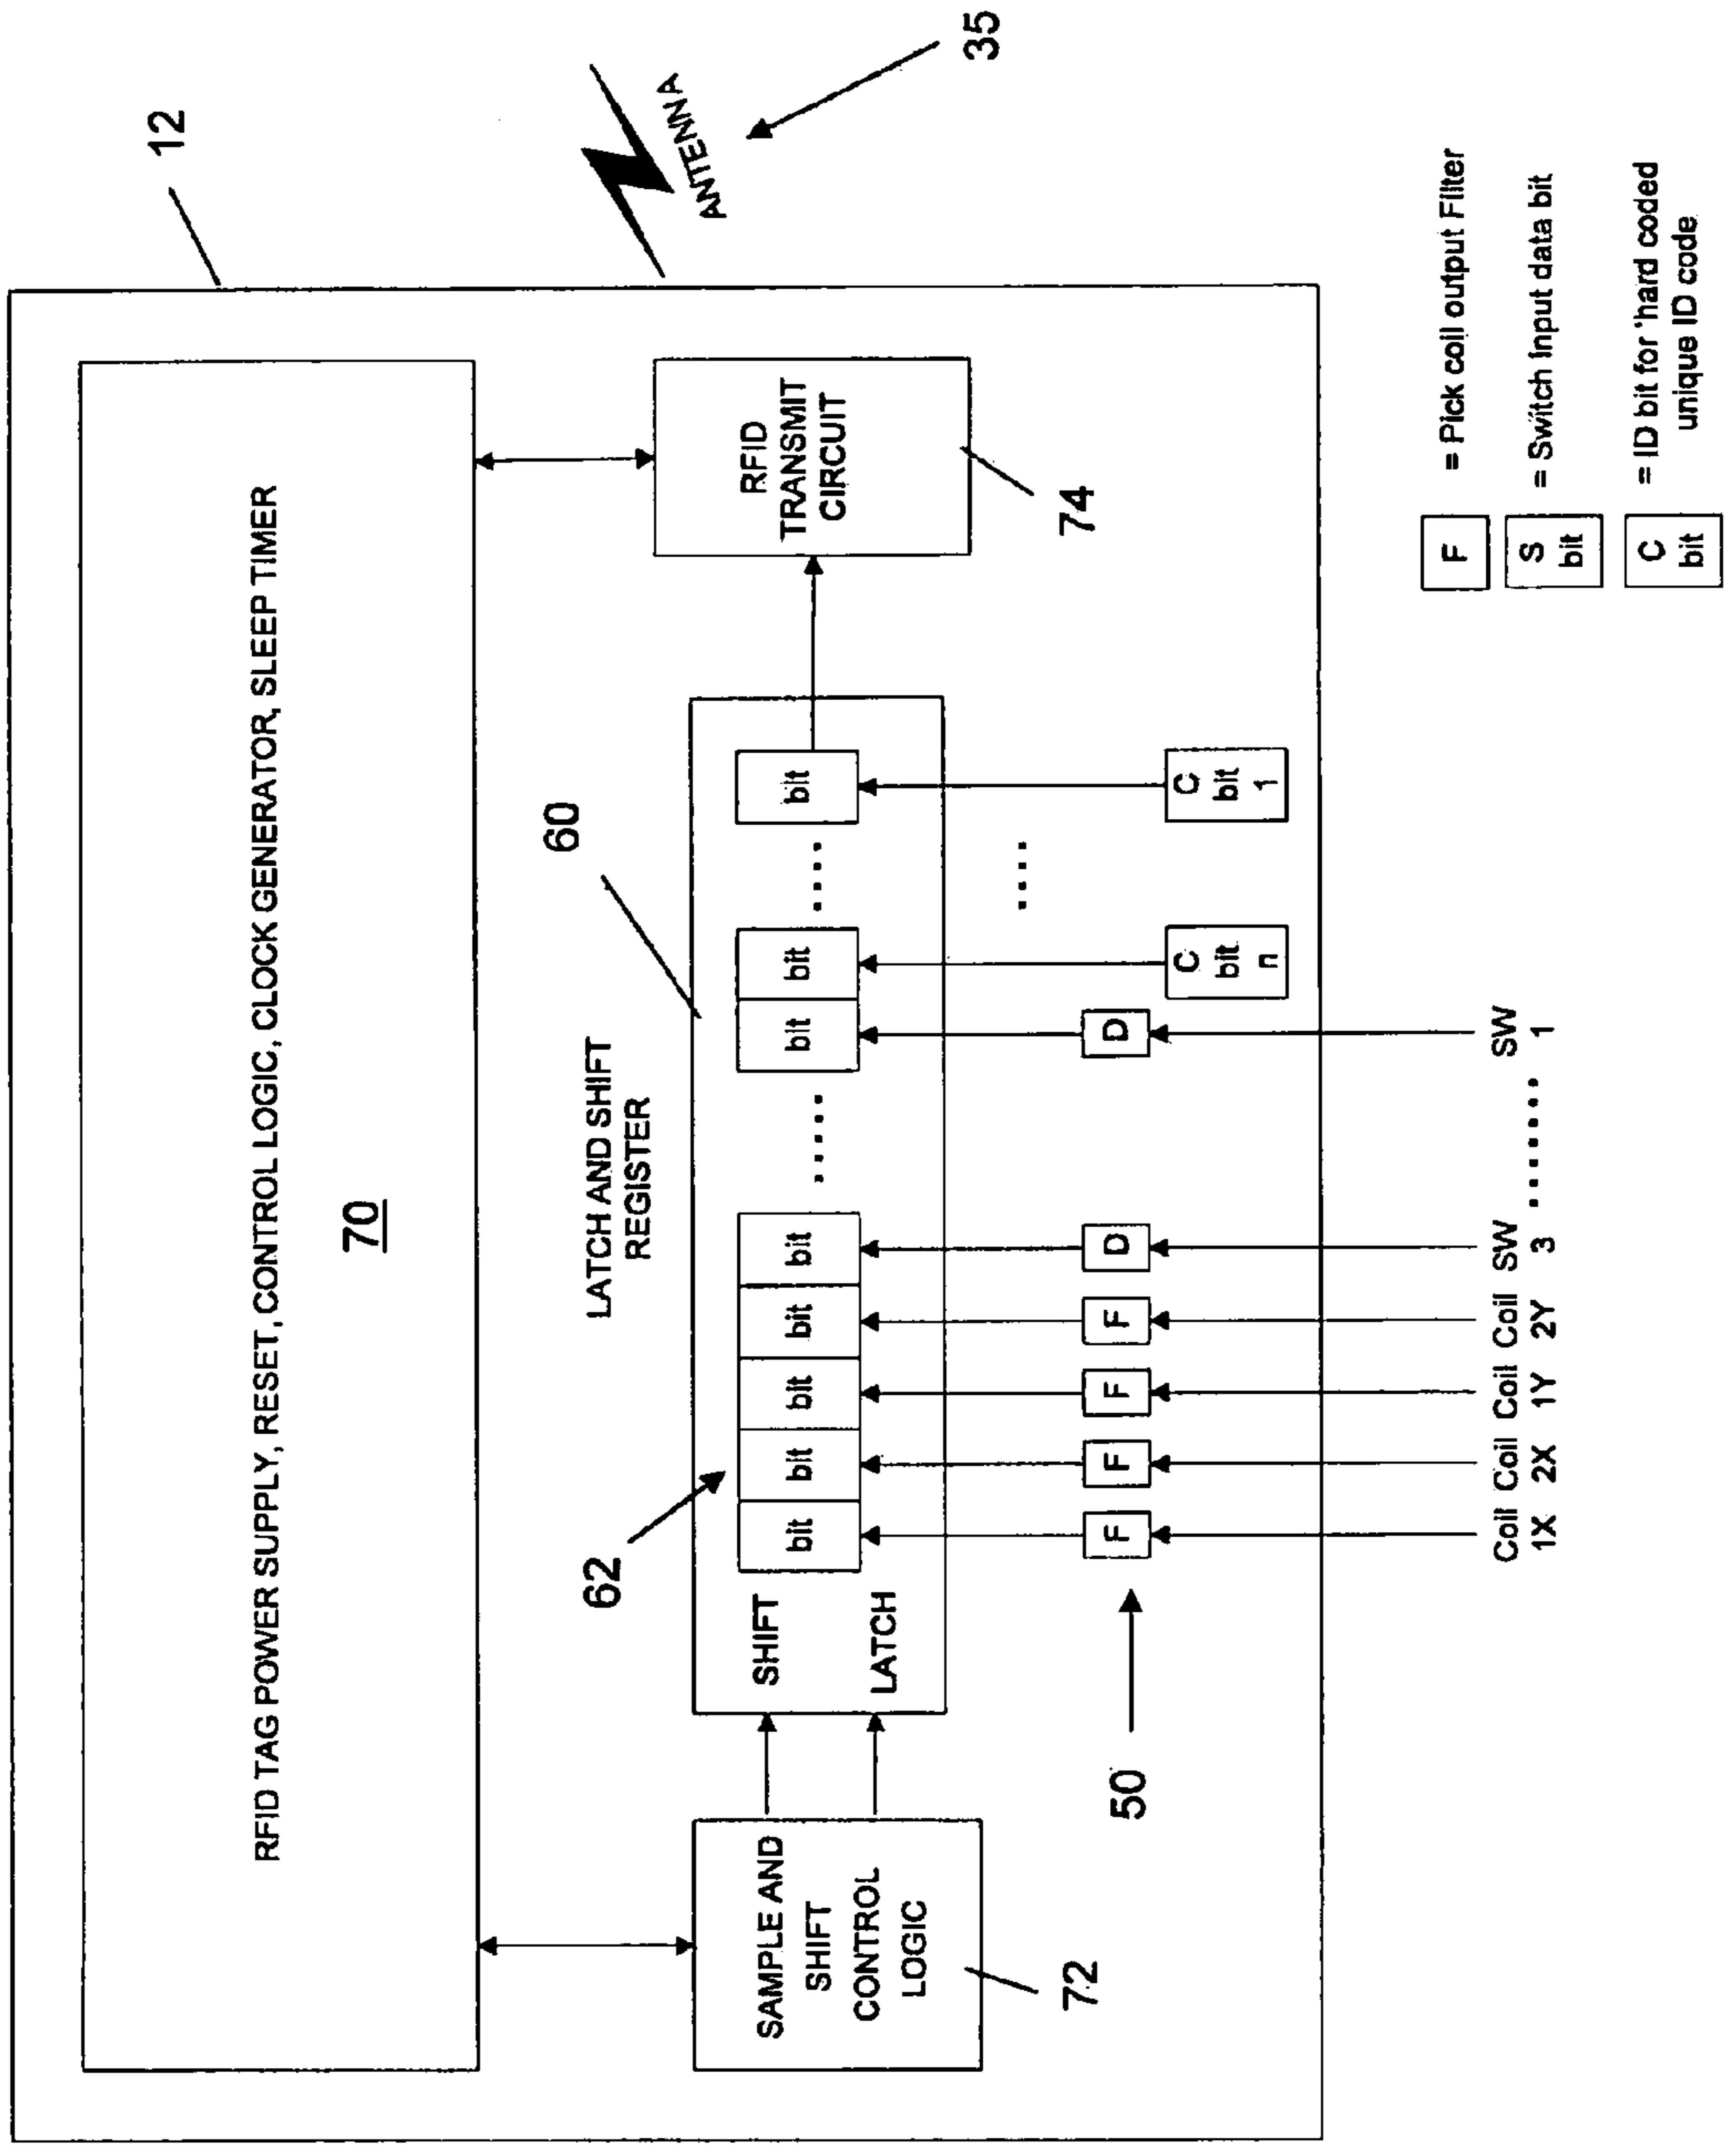 12
RFID TAG POWER SUPPLY, RESET, CONTROL LOGIC, CLOCK GENERATOR, SLEEP TIMER
70
ANTENNA
35
LATCH AND SHIFT
REGISTER
60
62
SAMPLE AND
SHIFT
CONTROL
LOGIC
72
SHIFT
LATCH
bit
bit
bit
bit
bit
.....
bit
bit
....
bit
RFID
TRANSMIT
CIRCUIT
74
50
F
F
F
F
D
D
C
bit
n
....
C
bit
1
Coil
1X
Coil
2X
Coil
1Y
Coil
2Y
SW
3
.......
SW
1
F = Pick coil output Filter
S
bit
= Switch Input data bit
C
bit
= ID bit for 'hard coded
unique ID code